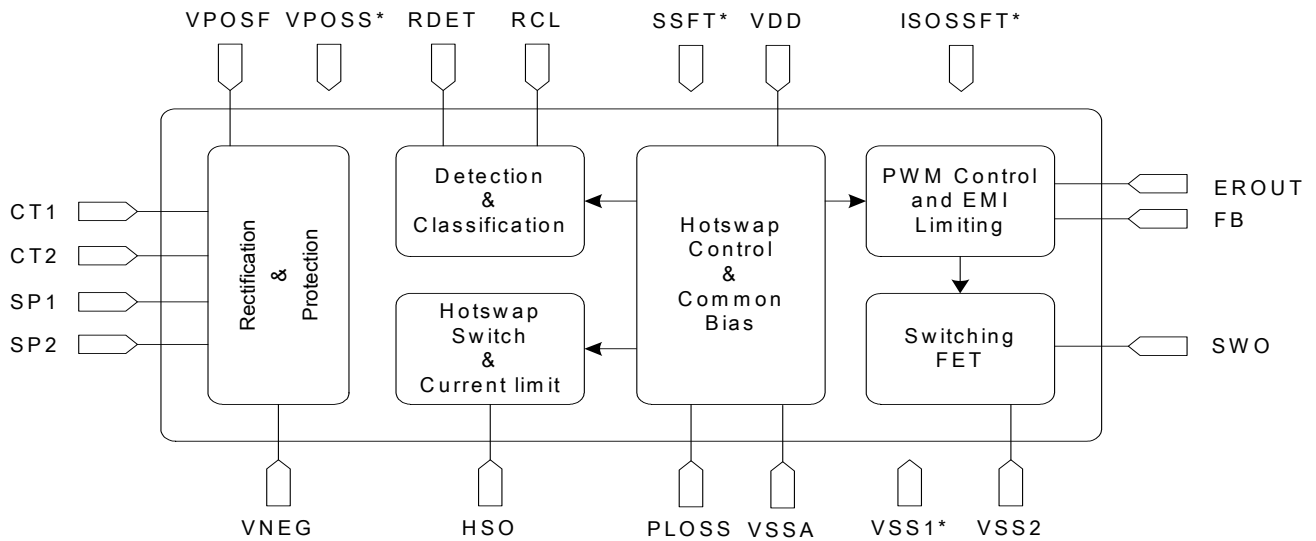 VPOSF VPOSS* RDET RCL SSFT* VDD ISOSSFT*
CT1
CT2
SP1
SP2
Rectification
&
Protection
Detection
&
Classification
Hotswap
Switch
&
Current limit
Hotswap
Control
&
Common
Bias
PWM Control
and EMI
Limiting
Switching
FET
EROUT
FB
SWO
VNEG HSO PLOSS VSSA VSS1* VSS2